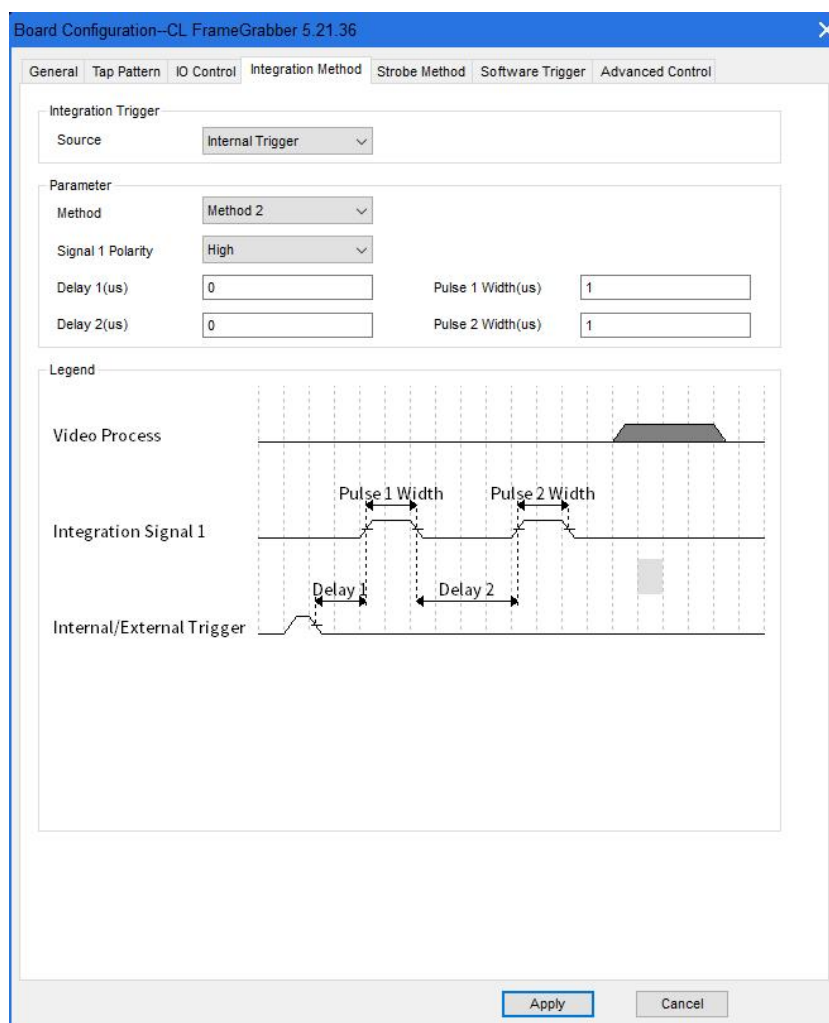 Board Configuration--CL FrameGrabber 5.21.36
General Tap Pattern IO Control Integration Method Strobe Method Software Trigger Advanced Control
Integration Trigger
Source Internal Trigger
Parameter
Method Method 2
Signal 1 Polarity High
Delay 1(us) 0 Pulse 1 Width(us) 1
Delay 2(us) 0 Pulse 2 Width(us) 1
Legend
Video Process
Pulse 1 Width Pulse 2 Width
Integration Signal 1
Delay 1 Delay 2
Internal/External Trigger
Apply Cancel